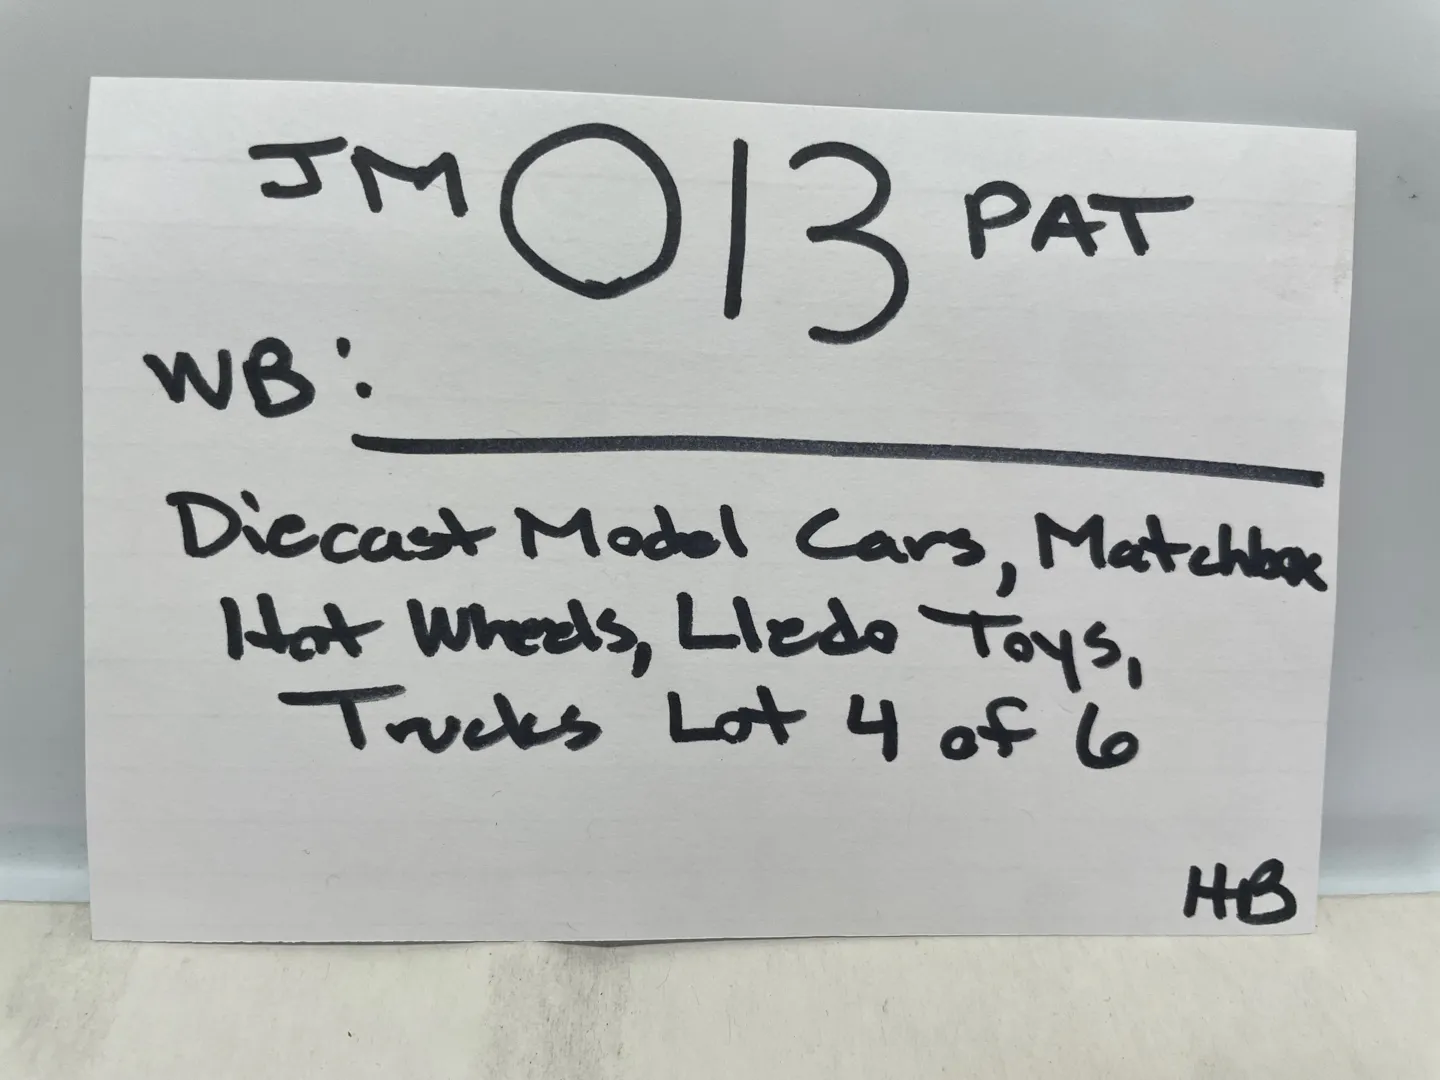 JM 013 PAT
WB:
Diecast Model Cars, Matchbox
Hot Wheels, Lledo Toys,
Trucks Lot 4 of 6
HB